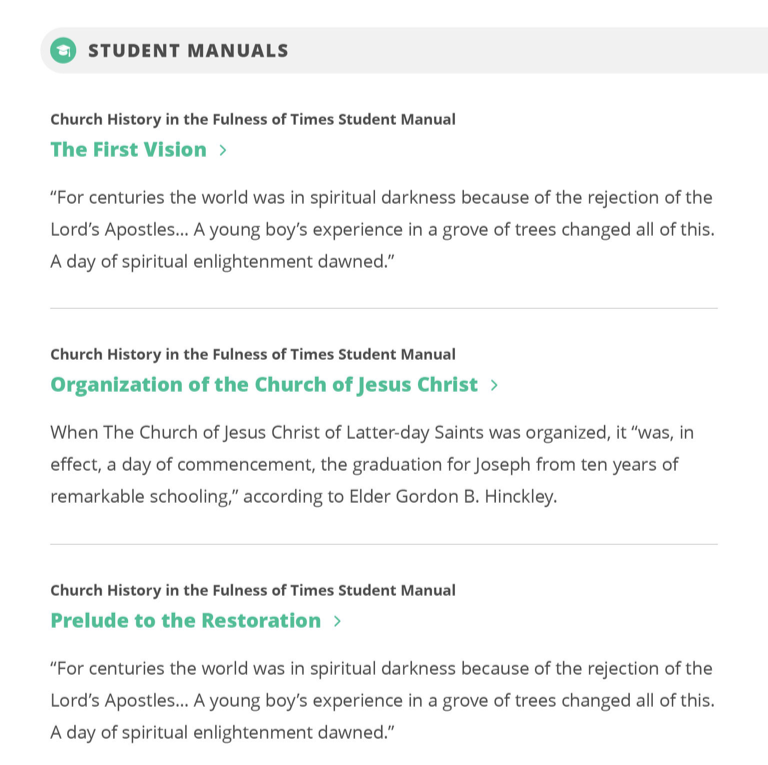 STUDENT MANUALS
Church History in the Fulness of Times Student Manual
The First Vision
“For centuries the world was in spiritual darkness because of the rejection of the
Lord’s Apostles... A young boy’s experience in a grove of trees changed all of this.
A day of spiritual enlightenment dawned.”
Church History in the Fulness of Times Student Manual
Organization of the Church of Jesus Christ
When The Church of Jesus Christ of Latter-day Saints was organized, it “was, in
effect, a day of commencement, the graduation for Joseph from ten years of
remarkable schooling,” according to Elder Gordon B. Hinckley.
Church History in the Fulness of Times Student Manual
Prelude to the Restoration
“For centuries the world was in spiritual darkness because of the rejection of the
Lord’s Apostles... A young boy’s experience in a grove of trees changed all of this.
A day of spiritual enlightenment dawned.”